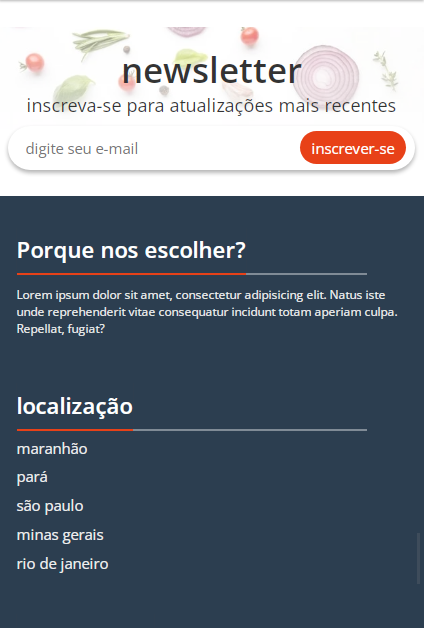 newsletter
inscreva-se para atualizações mais recentes
digite seu e-mail
inscrever-se
Porque nos escolher?
Lorem ipsum dolor sit amet, consectetur adipisicing elit. Natus iste
unde reprehenderit vitae consequatur incidunt totam aperiam culpa.
Repellat, fugiat?
localização
maranhão
pará
são paulo
minas gerais
rio de janeiro